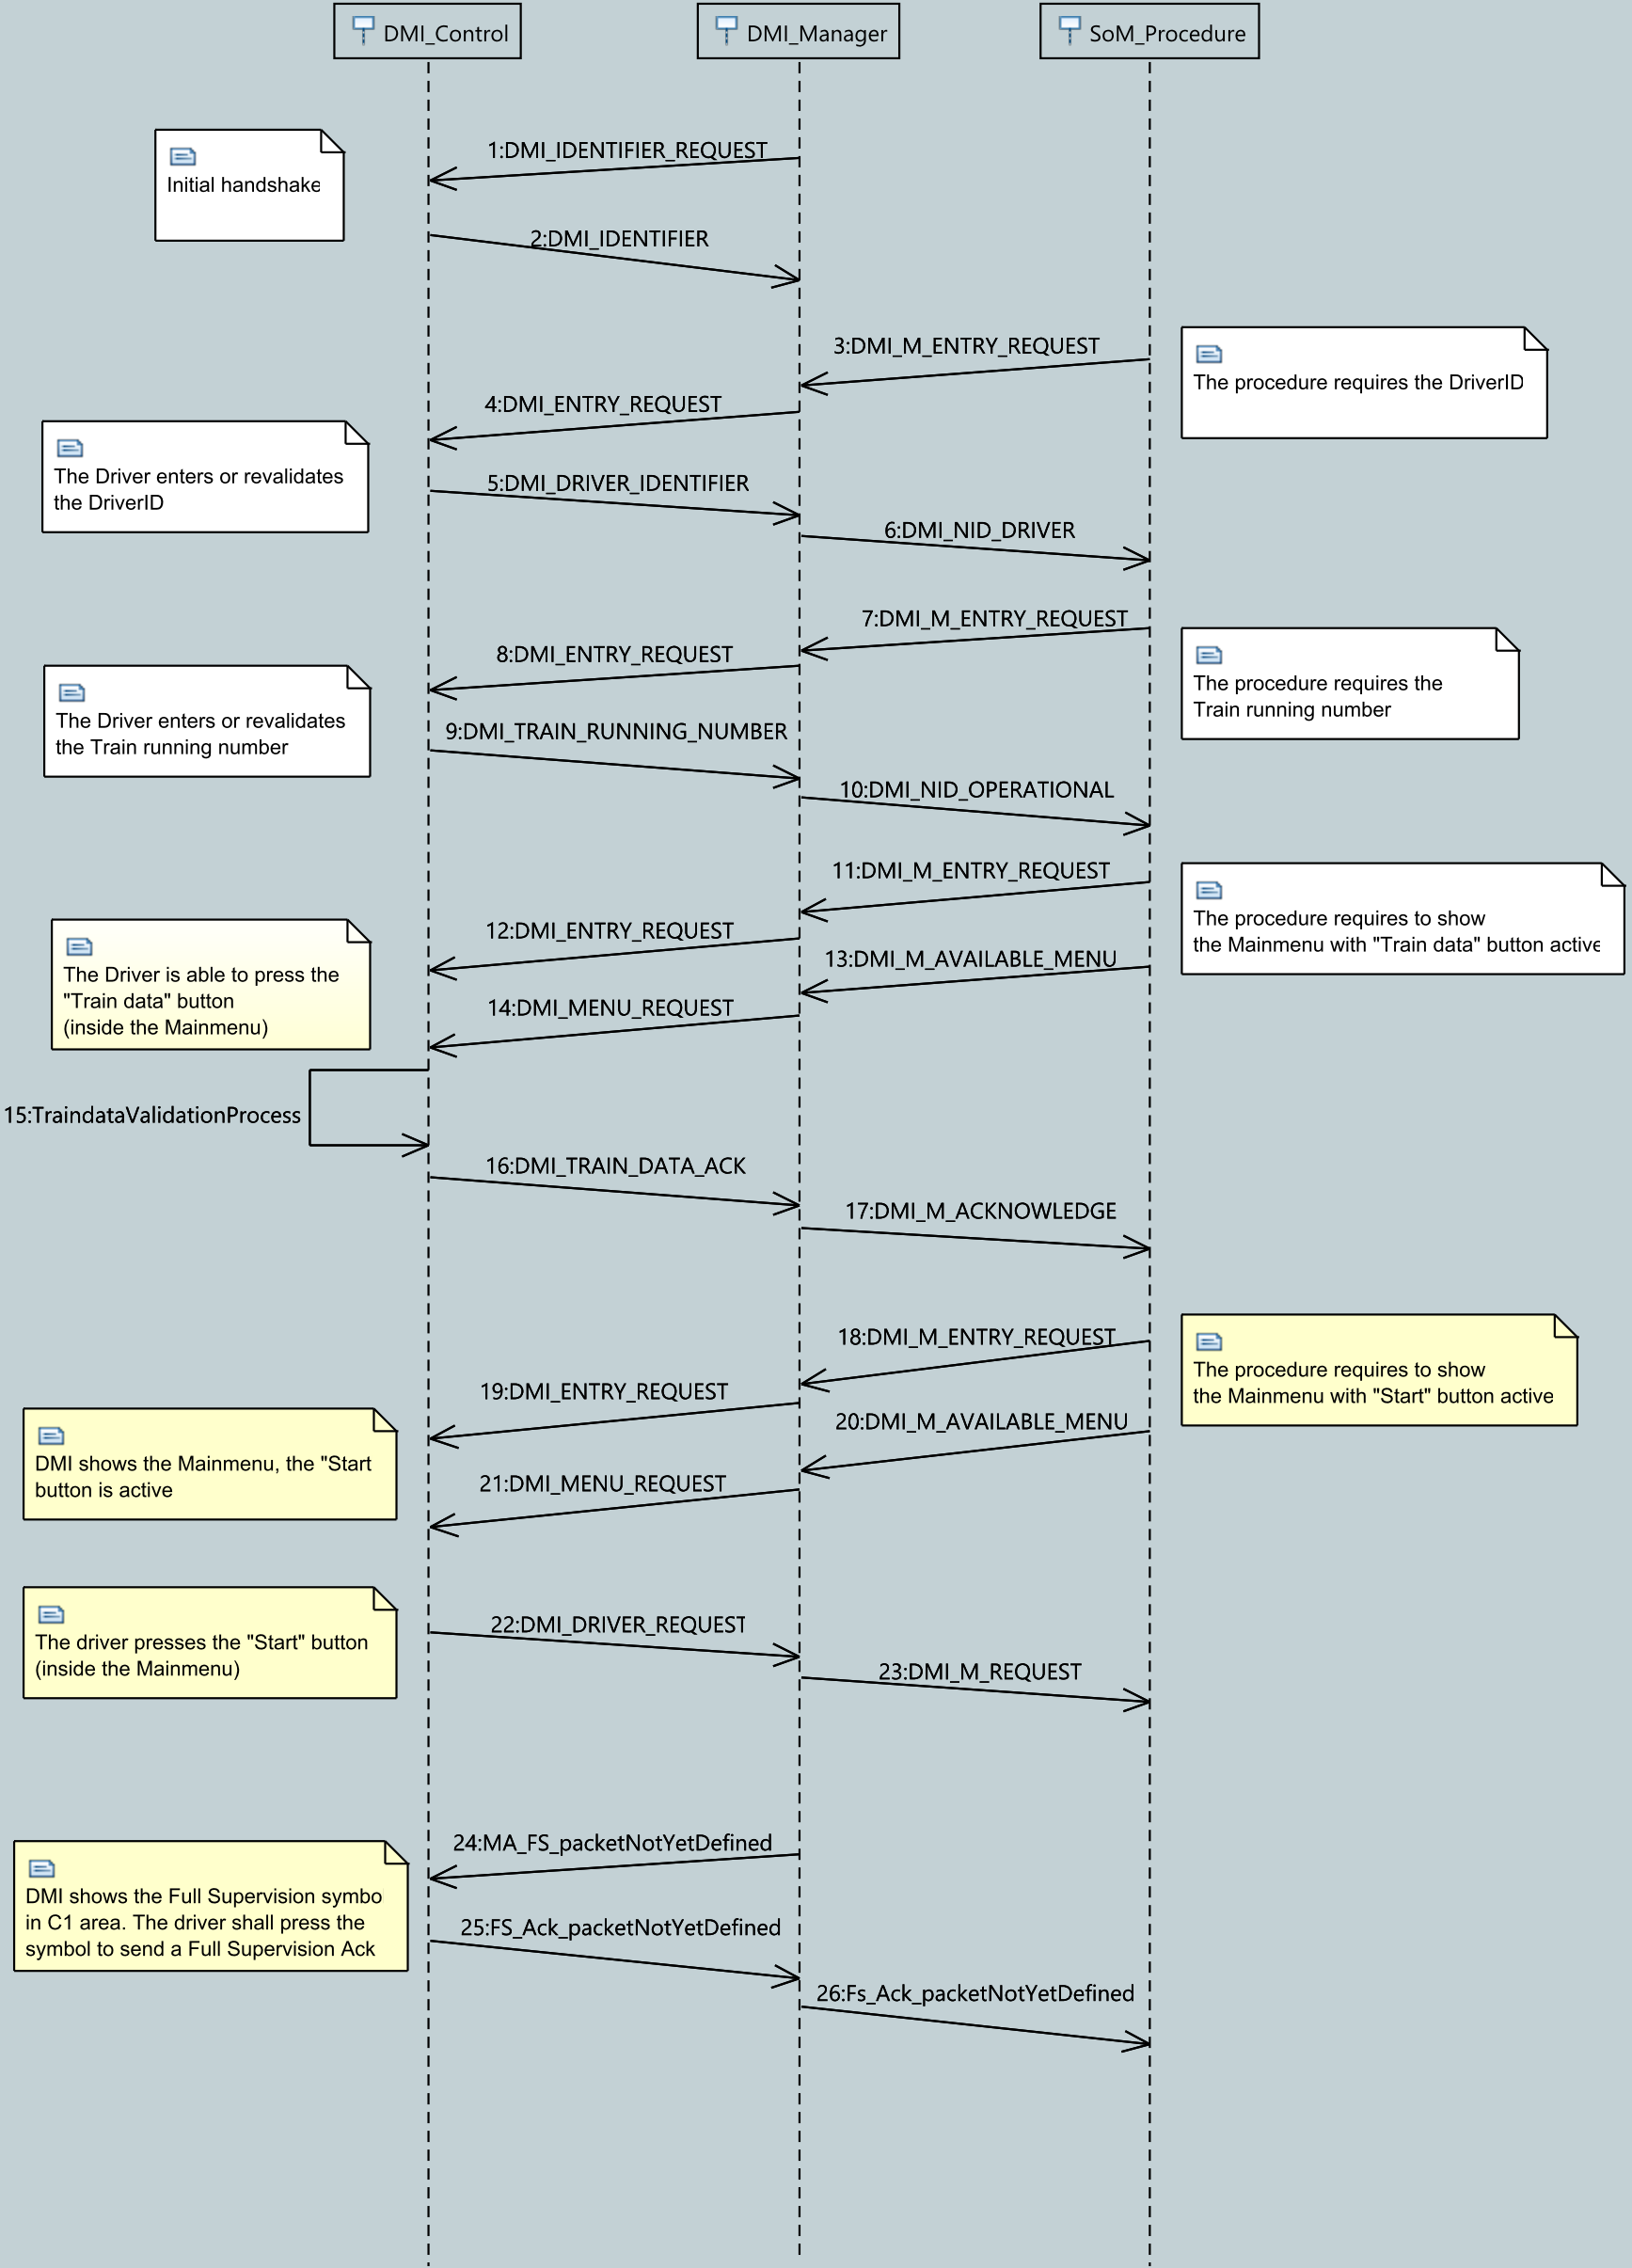 DMI_Control
DMI_Manager
SoM_Procedure
1:DMI_IDENTIFIER_REQUEST
Initial handshake
2:DMI_IDENTIFIER
3:DMI_M_ENTRY_REQUEST
The procedure requires the DriverID
4:DMI_ENTRY_REQUEST
The Driver enters or revalidates
the DriverID
5:DMI_DRIVER_IDENTIFIER
6:DMI_NID_DRIVER
7:DMI_M_ENTRY_REQUEST
8:DMI_ENTRY_REQUEST
The procedure requires the
Train running number
The Driver enters or revalidates
the Train running number
9:DMI_TRAIN_RUNNING_NUMBER
10:DMI_NID_OPERATIONAL
11:DMI_M_ENTRY_REQUEST
The procedure requires to show
the Mainmenu with "Train data" button active
12:DMI_ENTRY_REQUEST
13:DMI_M_AVAILABLE_MENU
The Driver is able to press the
"Train data" button
(inside the Mainmenu)
14:DMI_MENU_REQUEST
15:TraindataValidationProcess
16:DMI_TRAIN_DATA_ACK
17:DMI_M_ACKNOWLEDGE
18:DMI_M_ENTRY_REQUEST
The procedure requires to show
the Mainmenu with "Start" button active
19:DMI_ENTRY_REQUEST
20:DMI_M_AVAILABLE_MENU
DMI shows the Mainmenu, the "Start
button is active
21:DMI_MENU_REQUEST
22:DMI_DRIVER_REQUEST
The driver presses the "Start" button
(inside the Mainmenu)
23:DMI_M_REQUEST
24:MA_FS_packetNotYetDefined
DMI shows the Full Supervision symbo
in C1 area. The driver shall press the
symbol to send a Full Supervision Ack
25:FS_Ack_packetNotYetDefined
26:Fs_Ack_packetNotYetDefined